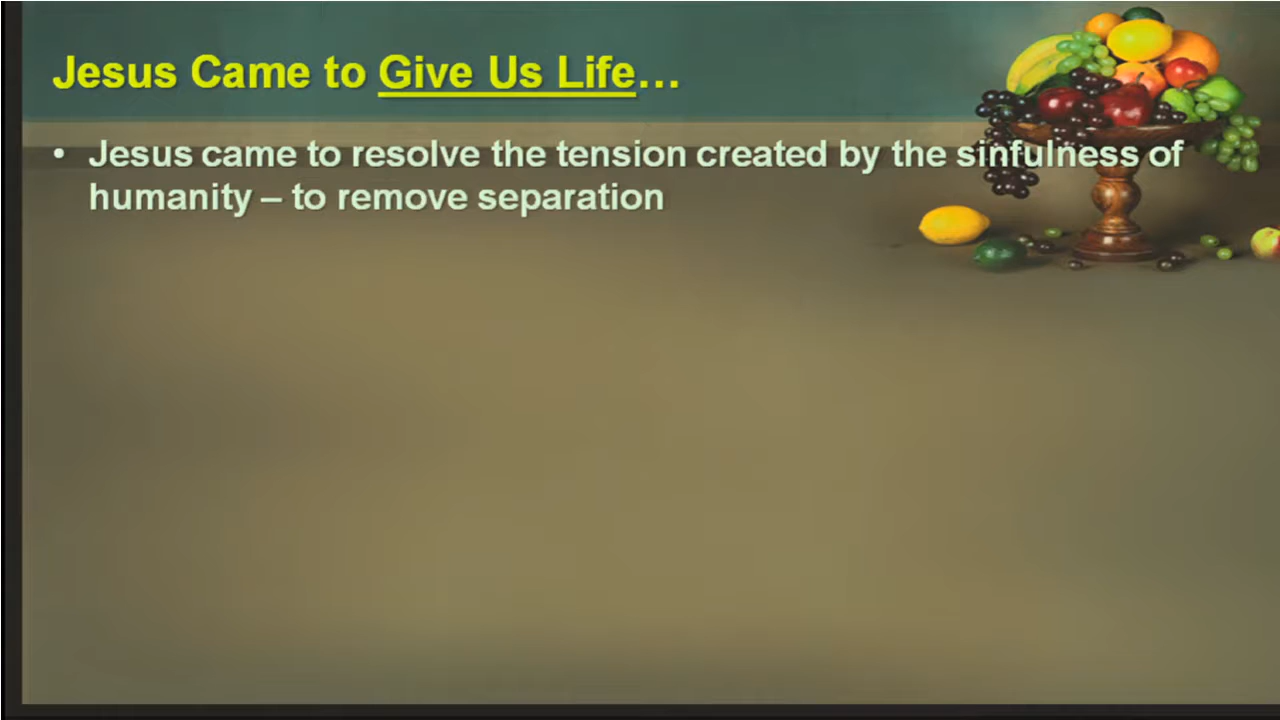 Jesus Came to Give Us Life…
• Jesus came to resolve the tension created by the sinfulness of
humanity – to remove separation